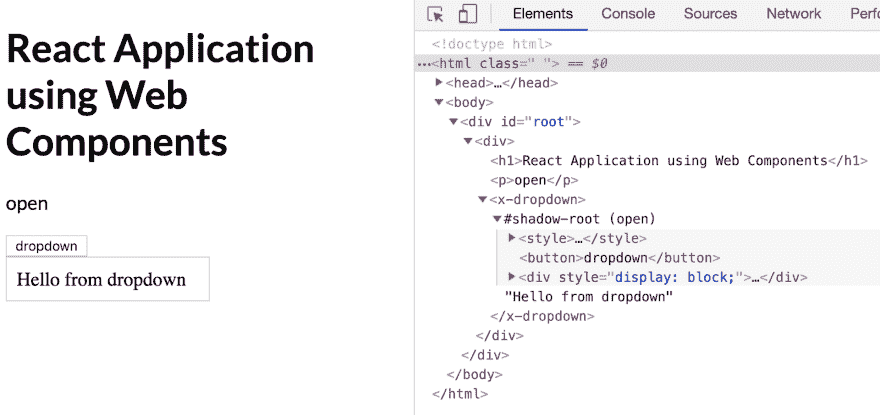 React Application
using Web
Components
open
dropdown
Hello from dropdown
Elements Console Sources Network Perfo
<!doctype html>
…<html class=" "> == $0
▶<head>…</head>
▼<body>
▼<div id="root">
▼<div>
<h1>React Application using Web Components</h1>
<p>open</p>
▼<x-dropdown>
▼#shadow-root (open)
▶<style>…</style>
<button>dropdown</button>
▶<div style="display: block;">…</div>
"Hello from dropdown"
</x-dropdown>
</div>
</div>
</body>
</html>